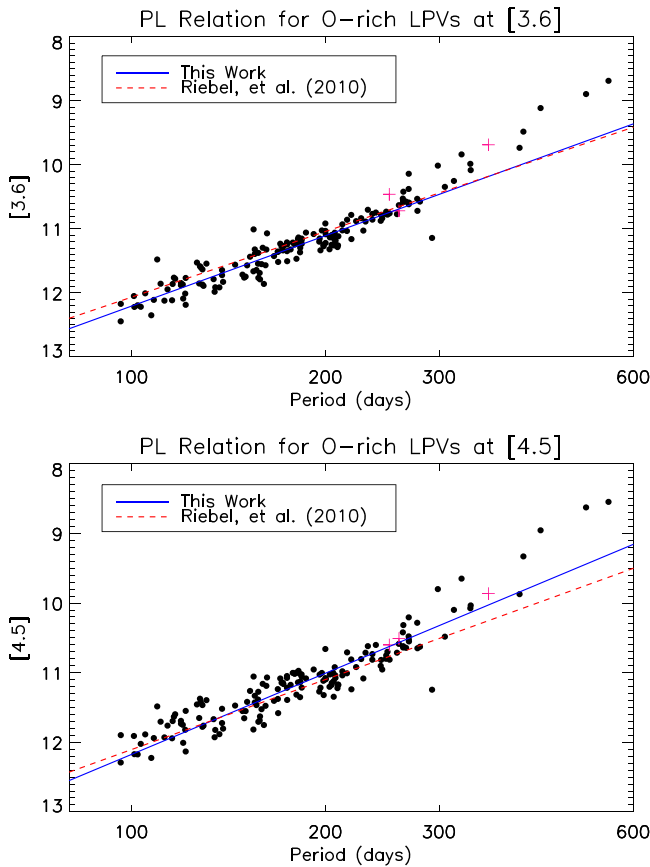 PL Relation for O-rich LPVs at [3.6]
This Work
Riebel, et al. (2010)
8
9
10
11
12
13
[3.6]
100
200
300
600
Period (days)
PL Relation for O-rich LPVs at [4.5]
This Work
Riebel, et al. (2010)
8
9
10
11
12
13
[4.5]
100
200
300
600
Period (days)